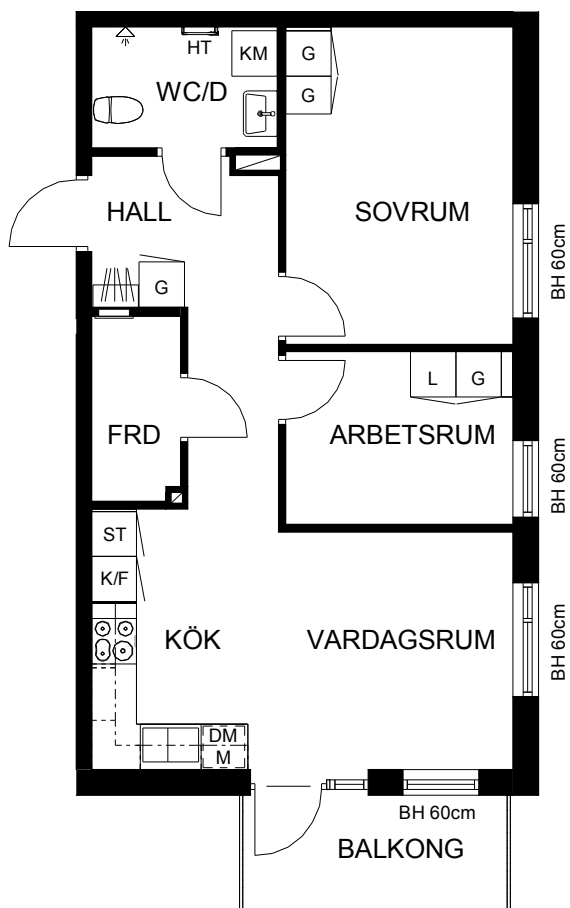 HT
KM
WC/D
G
G
HALL
SOVRUM
BH 60cm
G
L
G
FRD
ARBETSRUM
BH 60cm
ST
K/F
KÖK
VARDAGSRUM
BH 60cm
DM
M
BH 60cm
BALKONG